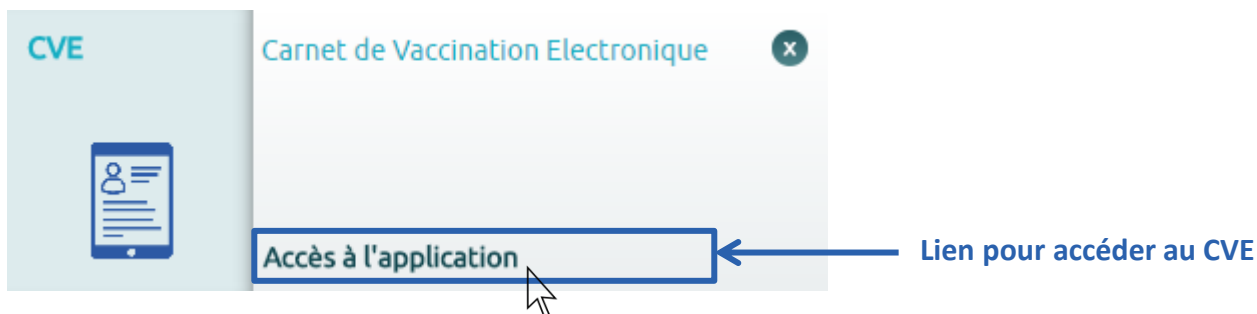 CVE
Carnet de Vaccination Electronique
x
Accès à l'application
Lien pour accéder au CVE